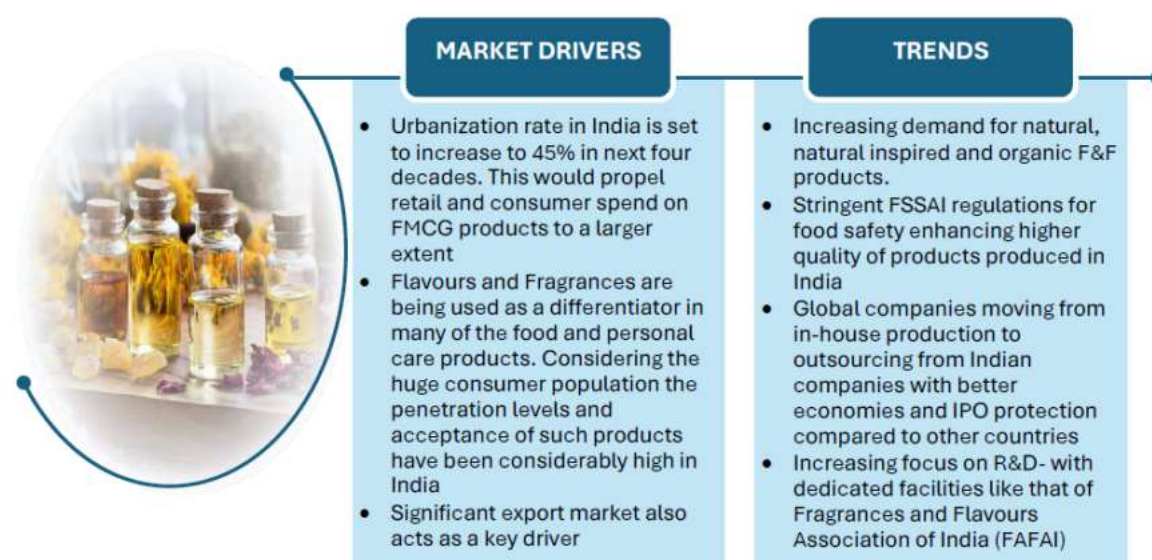 MARKET DRIVERS
• Urbanization rate in India is set
to increase to 45% in next four
decades. This would propel
retail and consumer spend on
FMCG products to a larger
extent
• Flavours and Fragrances are
being used as a differentiator in
many of the food and personal
care products. Considering the
huge consumer population the
penetration levels and
acceptance of such products
have been considerably high in
India
• Significant export market also
acts as a key driver
TRENDS
• Increasing demand for natural,
natural inspired and organic F&F
products.
• Stringent FSSAI regulations for
food safety enhancing higher
quality of products produced in
India
• Global companies moving from
in-house production to
outsourcing from Indian
companies with better
economies and IPO protection
compared to other countries
• Increasing focus on R&D- with
dedicated facilities like that of
Fragrances and Flavours
Association of India (FAFAI)